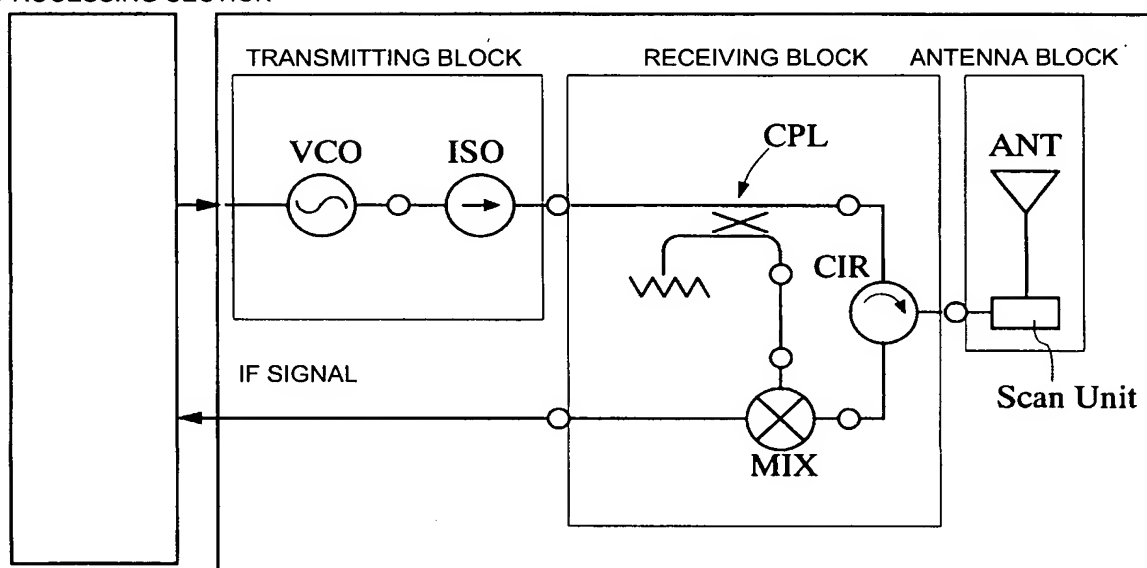 TRANSMITTING BLOCK
RECEIVING BLOCK
ANTENNA BLOCK
VCO
ISO
CPL
ANT
CIR
IF SIGNAL
Scan Unit
MIX